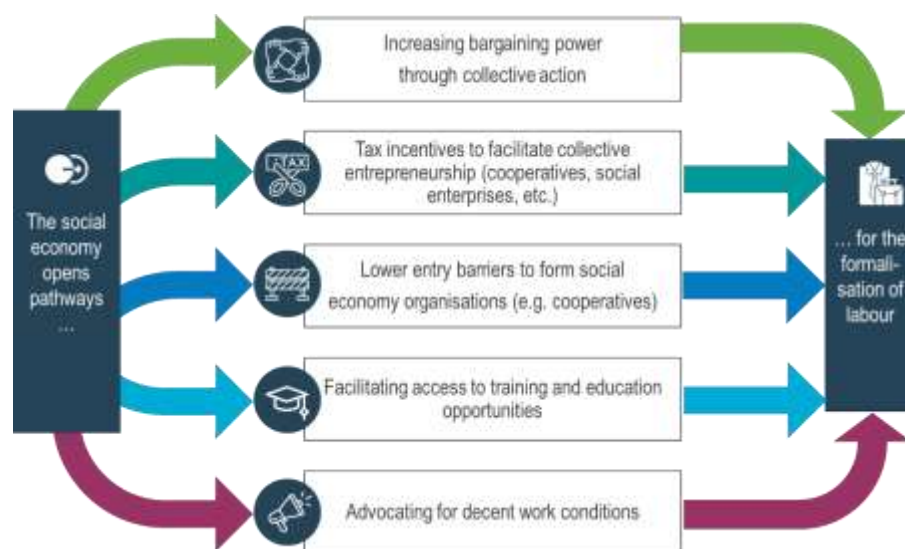 The social
economy
opens
pathways
...
Increasing bargaining power
through collective action
TAX
Tax incentives to facilitate collective
entrepreneurship (cooperatives, social
enterprises, etc.)
Lower entry barriers to form social
economy organisations (e.g. cooperatives)
Facilitating access to training and education
opportunities
Advocating for decent work conditions
... for the
formali-
sation of
labour